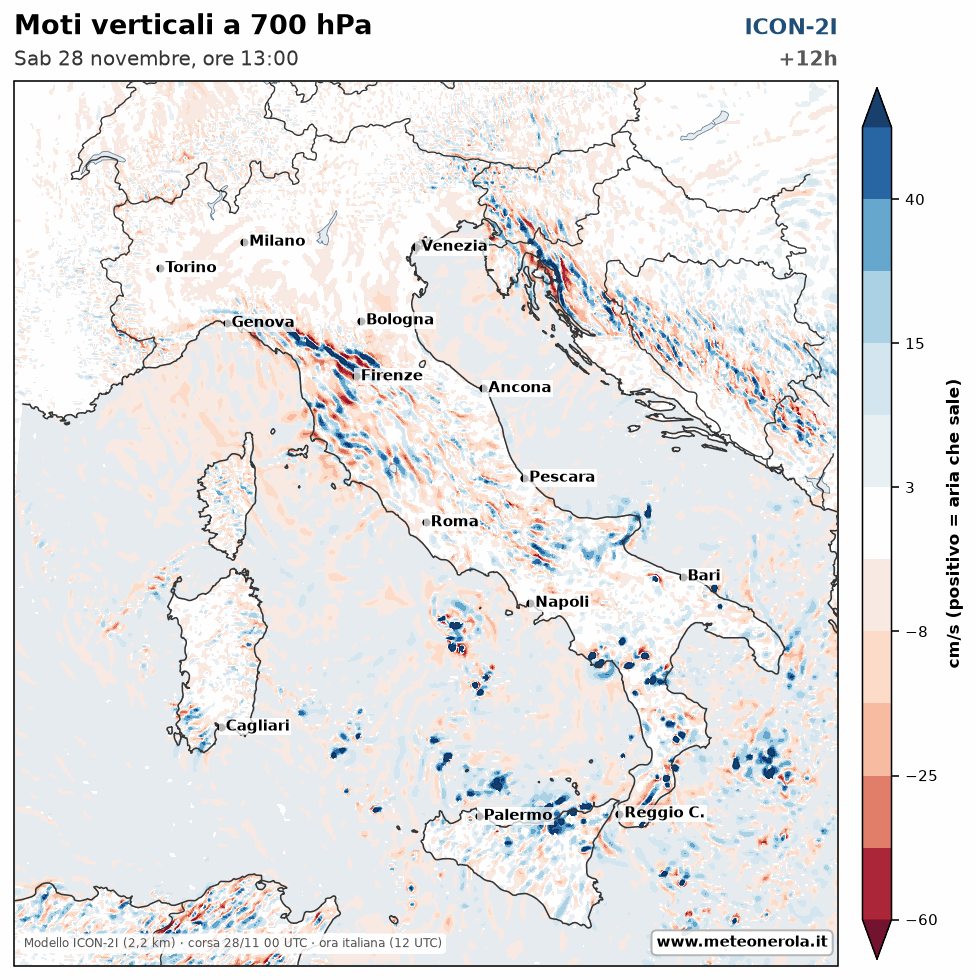 Moti verticali a 700 hPa
ICON-2I
Sab 28 novembre, ore 13:00
+12h
Milano
Venezia
Torino
Genova
Bologna
Firenze
Ancona
Pescara
Roma
Bari
Napoli
Cagliari
Palermo
Reggio C.
40
15
3
−8
−25
−60
cm/s (positivo = aria che sale)
Modello ICON-2I (2,2 km) · corsa 28/11 00 UTC · ora italiana (12 UTC)
www.meteonerola.it